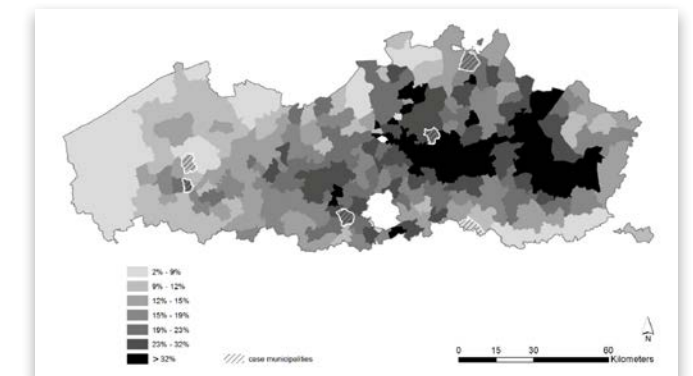 2% - 9%
9% - 12%
12% - 15%
15% - 19%
19% - 23%
23% - 32%
> 32%
case municipalities
N
0 15 30 60
Kilometers